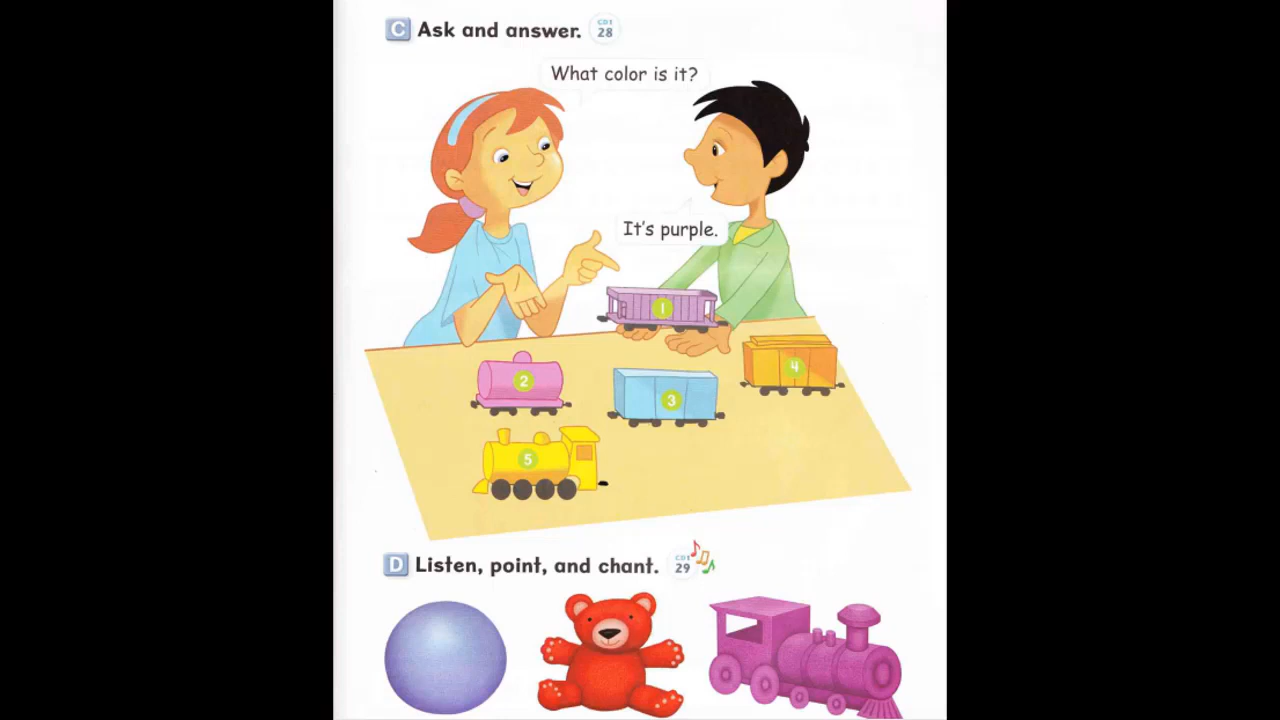 C Ask and answer. CD1 28
What color is it?
It's purple.
1
4
2
3
5
D Listen, point, and chant. CD1 29